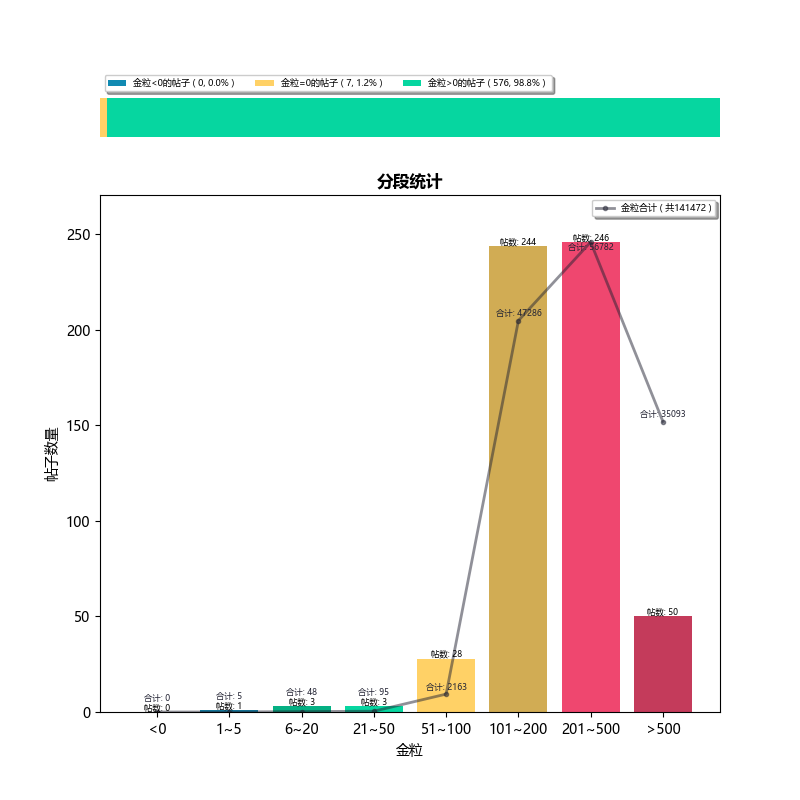 金粒<0的帖子 ( 0, 0.0% )
金粒=0的帖子 ( 7, 1.2% )
金粒>0的帖子 ( 576, 98.8% )
分段统计
金粒合计 ( 共141472 )
250
200
150
100
50
0
帖子数量
合计: 0
帖数: 0
合计: 5
帖数: 1
合计: 48
帖数: 3
合计: 95
帖数: 3
帖数: 28
合计: 2163
帖数: 244
合计: 47286
帖数: 246
合计: 56782
合计: 35093
帖数: 50
<0
1~5
6~20
21~50
51~100
101~200
201~500
>500
金粒